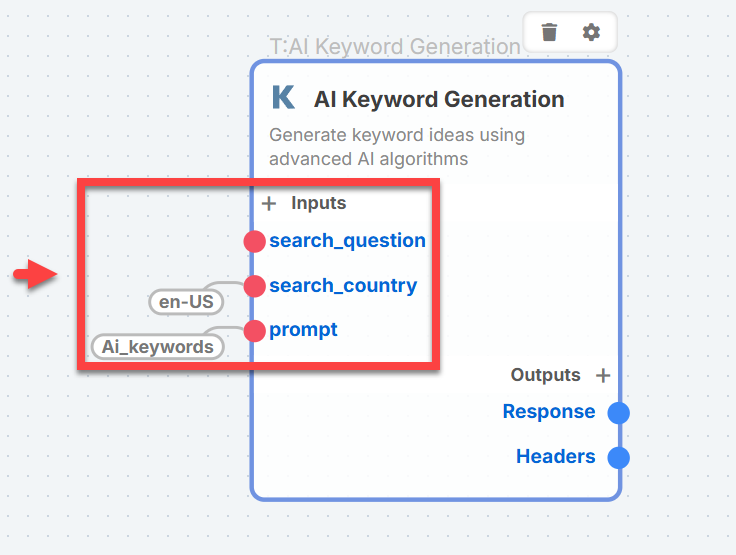 T:AI Keyword Generation
K AI Keyword Generation
Generate keyword ideas using
advanced AI algorithms
+ Inputs
search_question
search_country
en-US
prompt
Ai_keywords
Outputs +
Response
Headers